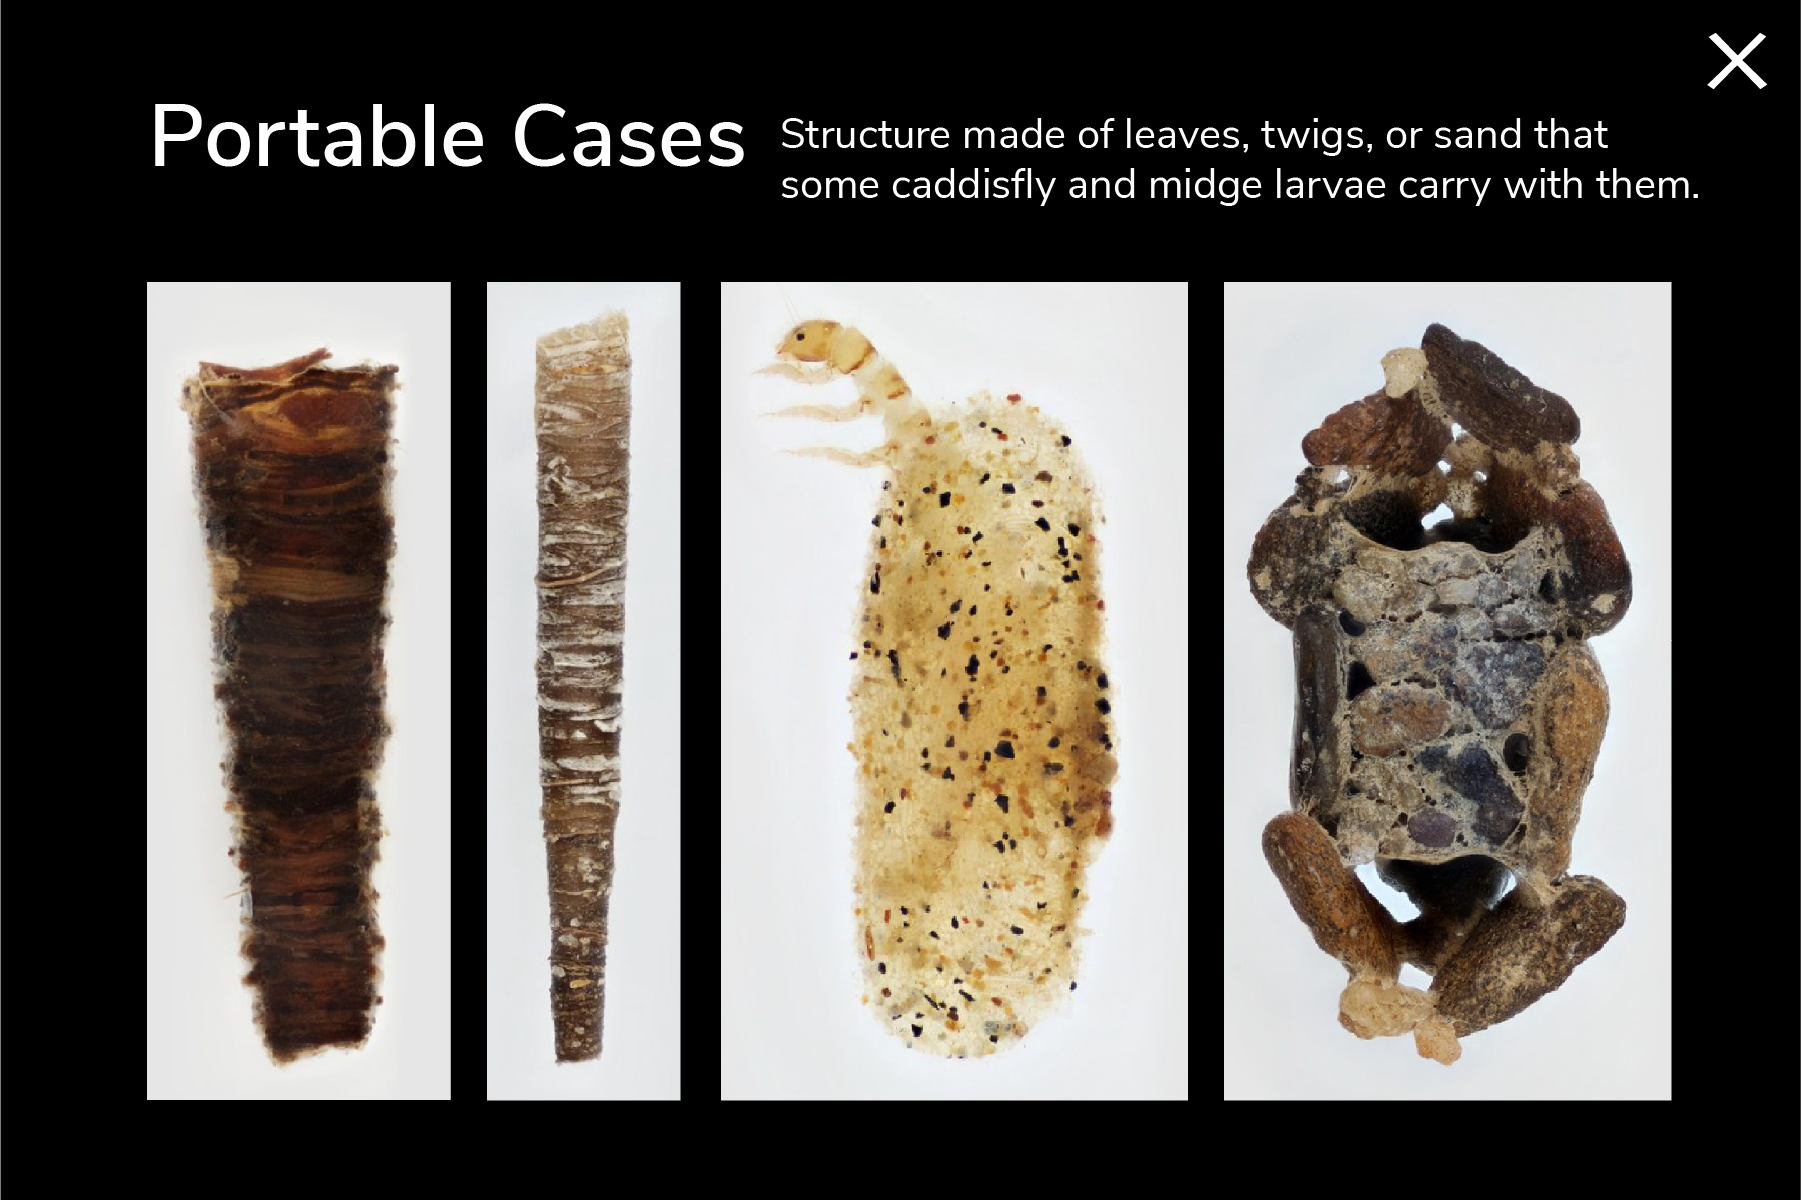 Portable Cases
Structure made of leaves, twigs, or sand that
some caddisfly and midge larvae carry with them.